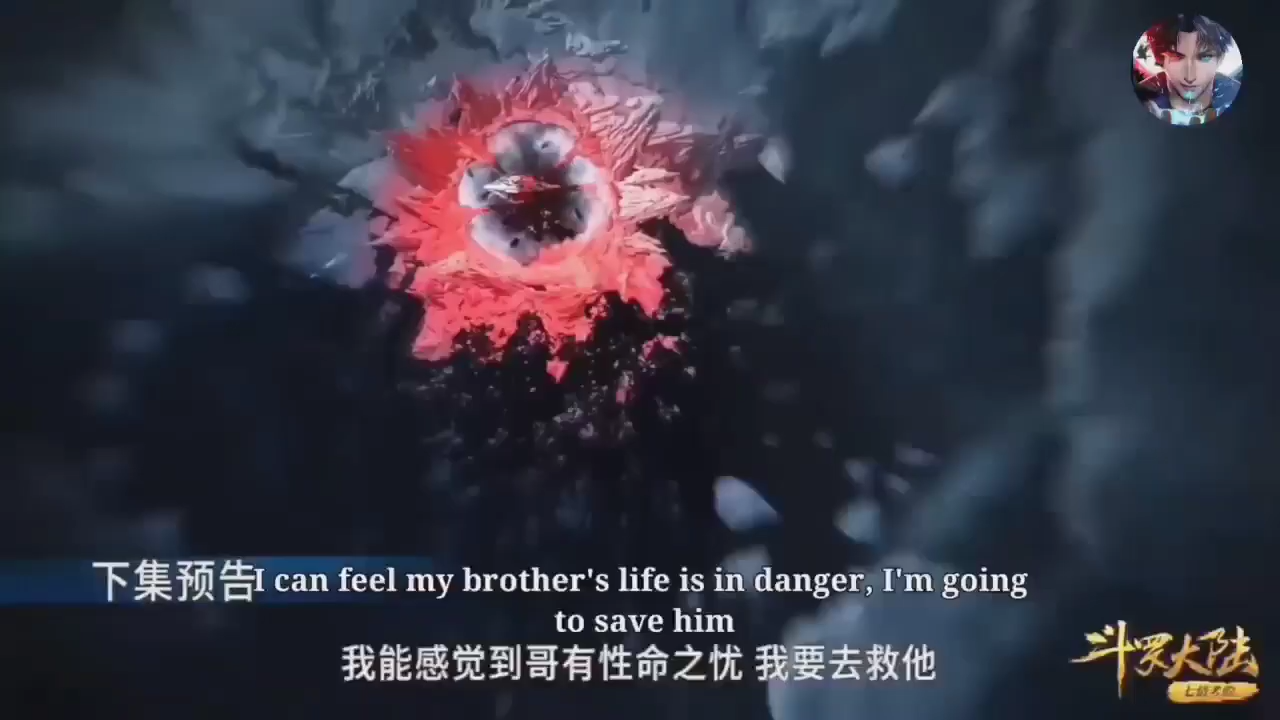 下集预告
I can feel my brother's life is in danger, I'm going
to save him
我能感觉到哥有性命之忧 我要去救他
斗罗大陆